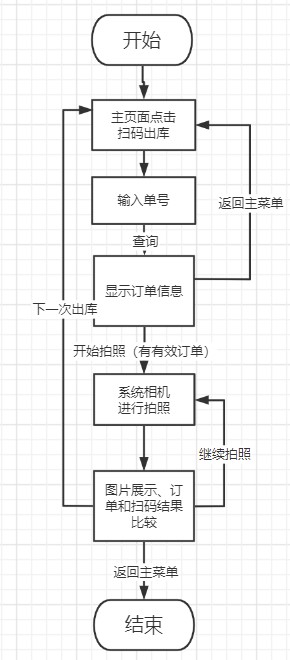 开始
主页面点击
扫码出库
输入单号
返回主菜单
查询
显示订单信息
下一次出库
开始拍照（有有效订单）
系统相机
进行拍照
继续拍照
图片展示、订
单和扫码结果
比较
返回主菜单
结束